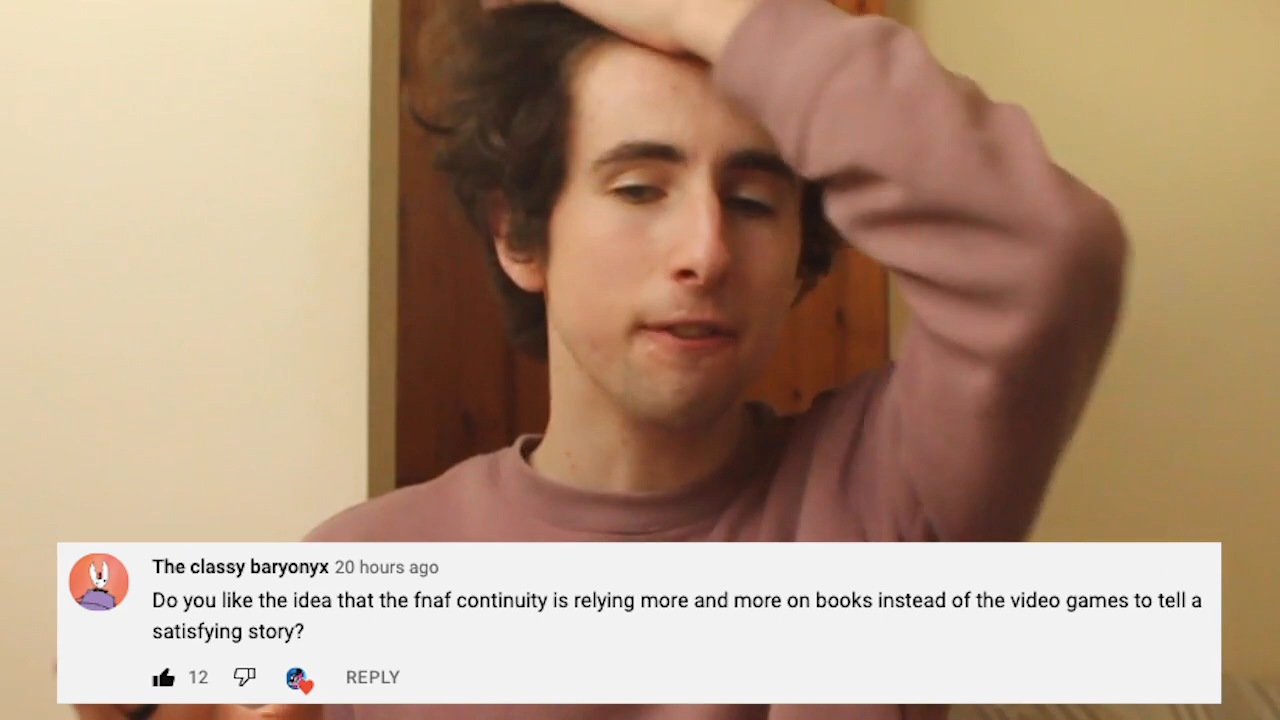 The classy baryonyx 20 hours ago
Do you like the idea that the fnaf continuity is relying more and more on books instead of the video games to tell a
satisfying story?
12 REPLY